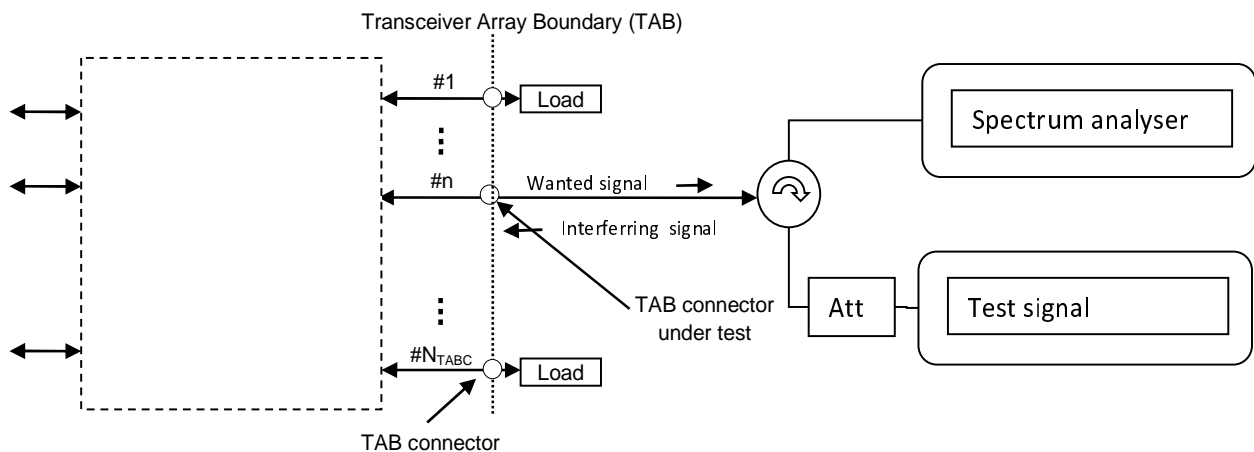 Transceiver Array Boundary (TAB)
#1
Load
Spectrum analyser
#n
Wanted signal
Interferring signal
TAB connector
under test
Att
Test signal
#NTABC
Load
TAB connector